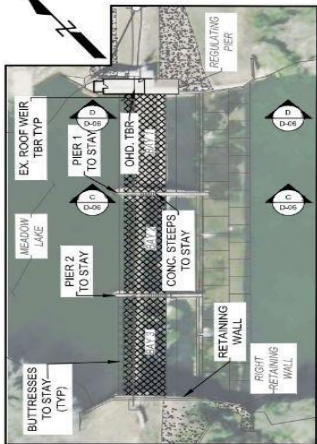 REGULATING PIER
EX. ROOF WEIR
TBR TYP
PIER 1
TO STAY
OHD. TBR
BAY 1
D
D-06
D
D-06
C
D-06
C
D-06
MEADOW
LAKE
BAY 2
CONC. STEEPS
TO STAY
PIER 2
TO STAY
BAY 3
BUTTRESSES
TO STAY
(TYP)
RETAINING
WALL
RIGHT
RETAINING
WALL